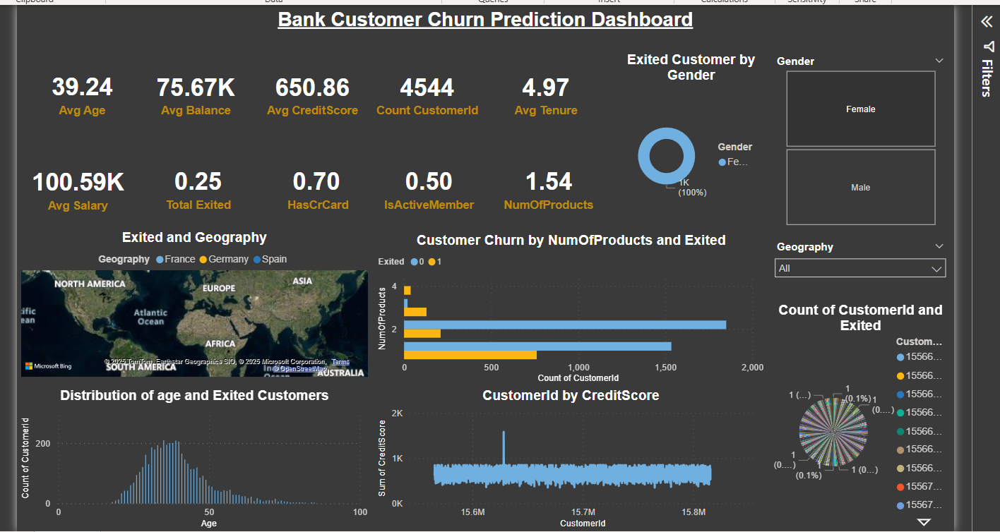 Clipboard Data Queries Insert Calculations Sensitivity Share
Bank Customer Churn Prediction Dashboard
39.24
Avg Age
75.67K
Avg Balance
650.86
Avg CreditScore
4544
Count CustomerId
4.97
Avg Tenure
100.59K
Avg Salary
0.25
Total Exited
0.70
HasCrCard
0.50
IsActiveMember
1.54
NumOfProducts
Exited Customer by
Gender
Gender
Fe...
1K
(100%)
Gender
Female
Male
Geography
All
Filters
Exited and Geography
Geography France Germany Spain
NORTH AMERICA
EUROPE
ASIA
ific
ean
Atlantic
Ocean
AFRICA
© 2025 TomTom, Earthstar Geographics SIO, © 2025 Microsoft Corporation, Terms
© OpenStreetMap
Microsoft Bing
SOUTH AMERICA
AUSTRALIA
Customer Churn by NumOfProducts and Exited
Exited 0 1
NumOfProducts
4
2
0 500 1,000 1,500 2,000
Count of CustomerId
Distribution of age and Exited Customers
Count of CustomerId
200
0
0 50 100
Age
CustomerId by CreditScore
Sum of CreditScore
2K
1K
0K
15.6M 15.7M 15.8M
CustomerId
Count of CustomerId and
Exited
Custom...
15566...
15566...
15566...
15566...
15566...
15566...
15566...
15567...
15567...
1 (...)
1
(0.1%)
1
(0....)
1
(0....)
1
(0.1%)
1 (0...)